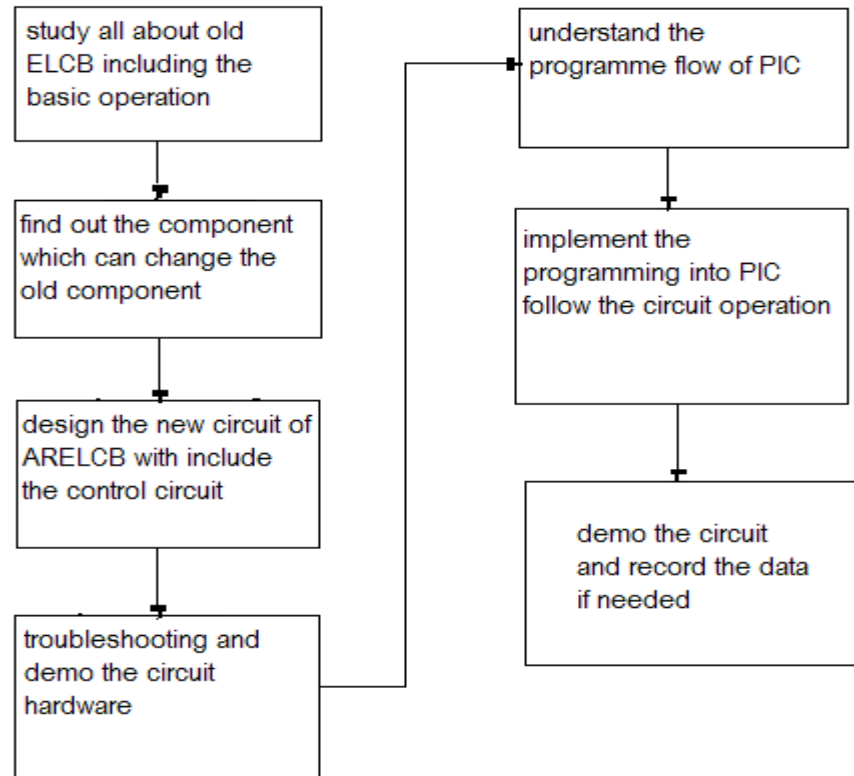 study all about old
ELCB including the
basic operation
find out the component
which can change the
old component
design the new circuit of
ARELCB with include
the control circuit
troubleshooting and
demo the circuit
hardware
understand the
programme flow of PIC
implement the
programming into PIC
follow the circuit operation
demo the circuit
and record the data
if needed